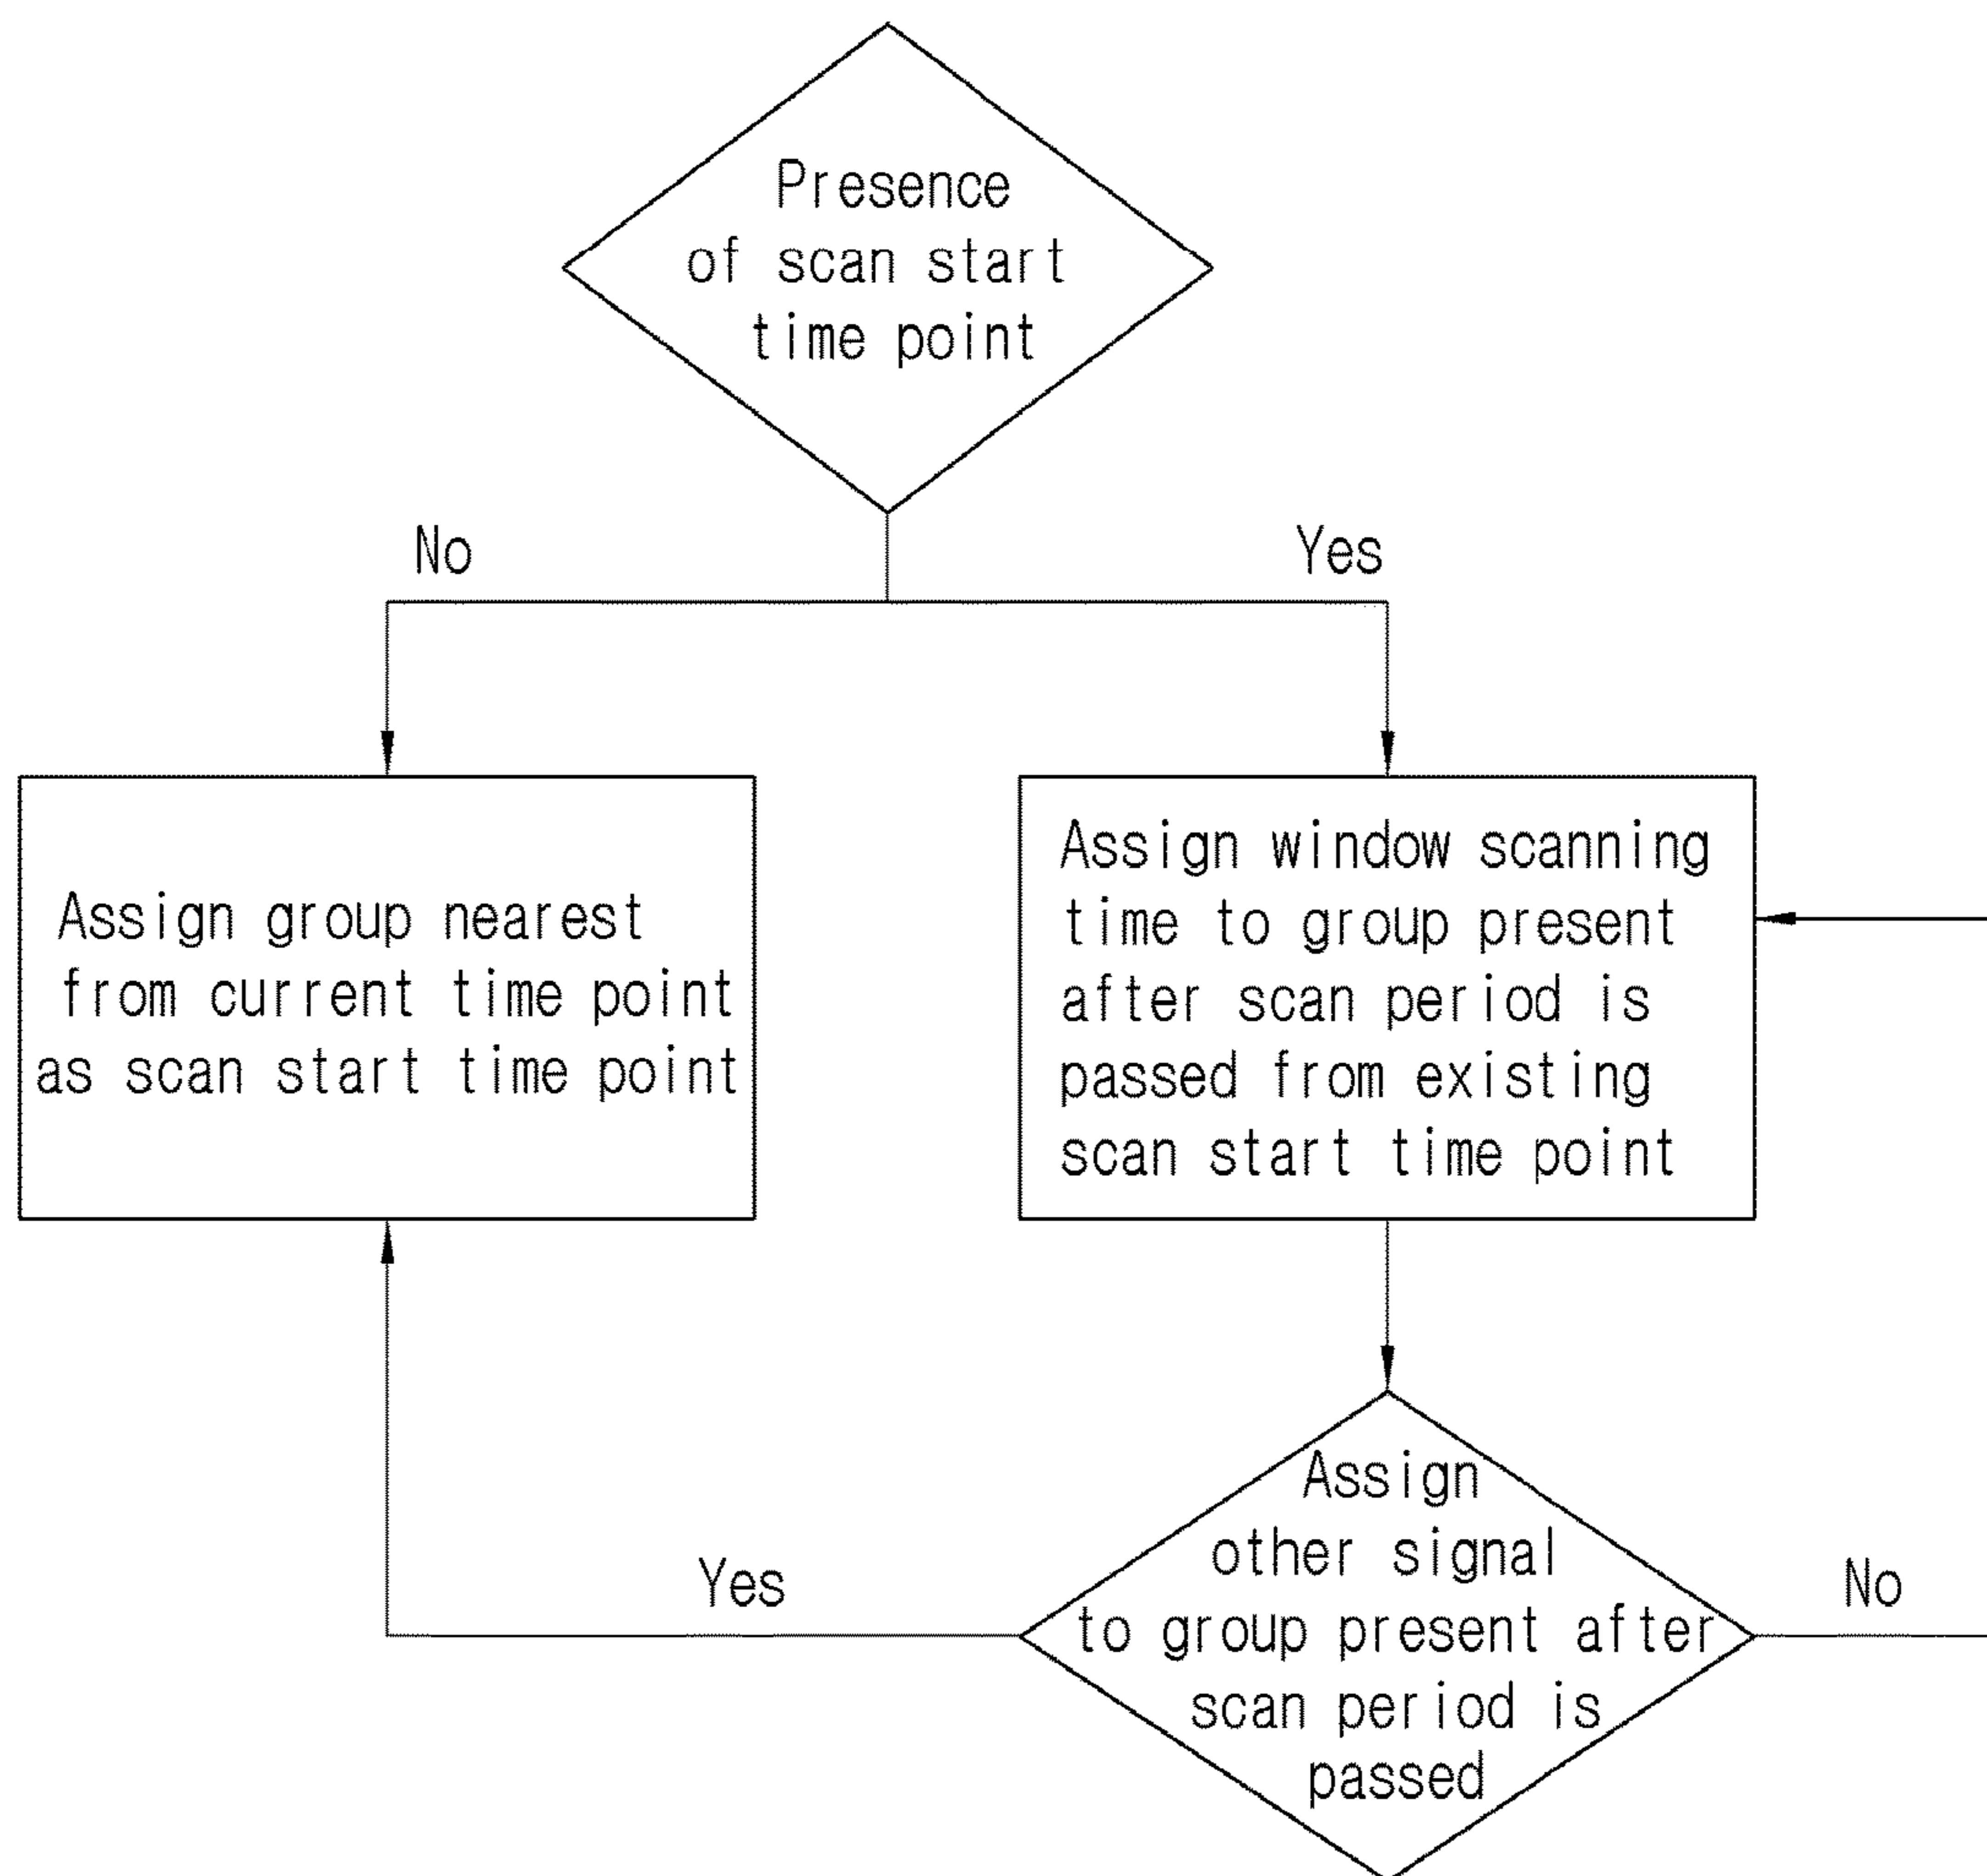 Presence
of scan start
time point
No
Yes
Assign group nearest
from current time point
as scan start time point
Assign window scanning
time to group present
after scan period is
passed from existing
scan start time point
Assign
other signal
to group present after
scan period is
passed
Yes
No